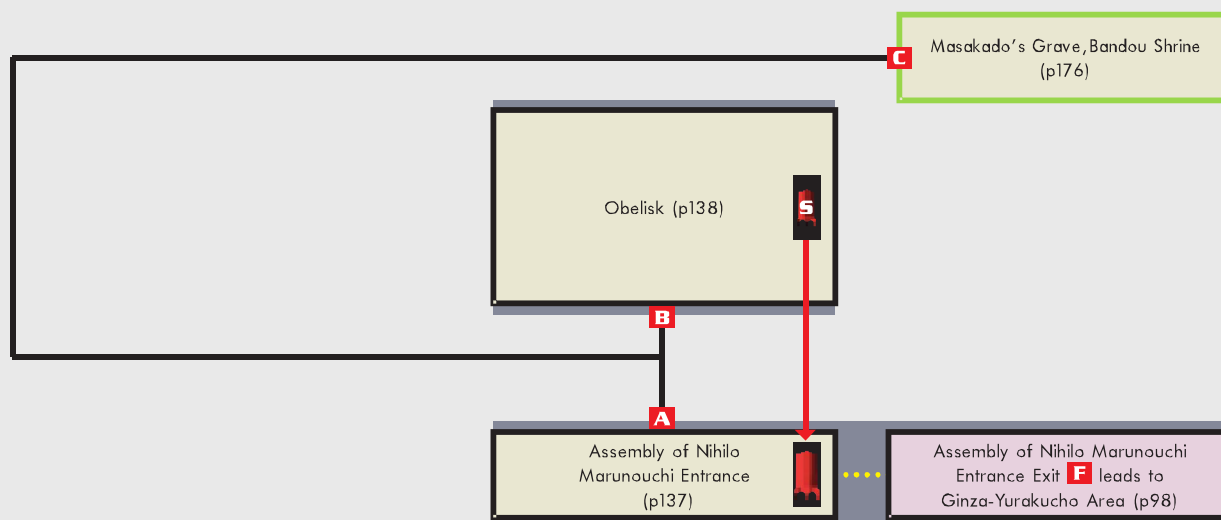 Masakado's Grave, Bandou Shrine
(p176)
C
Obelisk (p138)
S
B
A
Assembly of Nihilo
Marunouchi Entrance
(p137)
Assembly of Nihilo Marunouchi
Entrance Exit F leads to
Ginza-Yurakucho Area (p98)